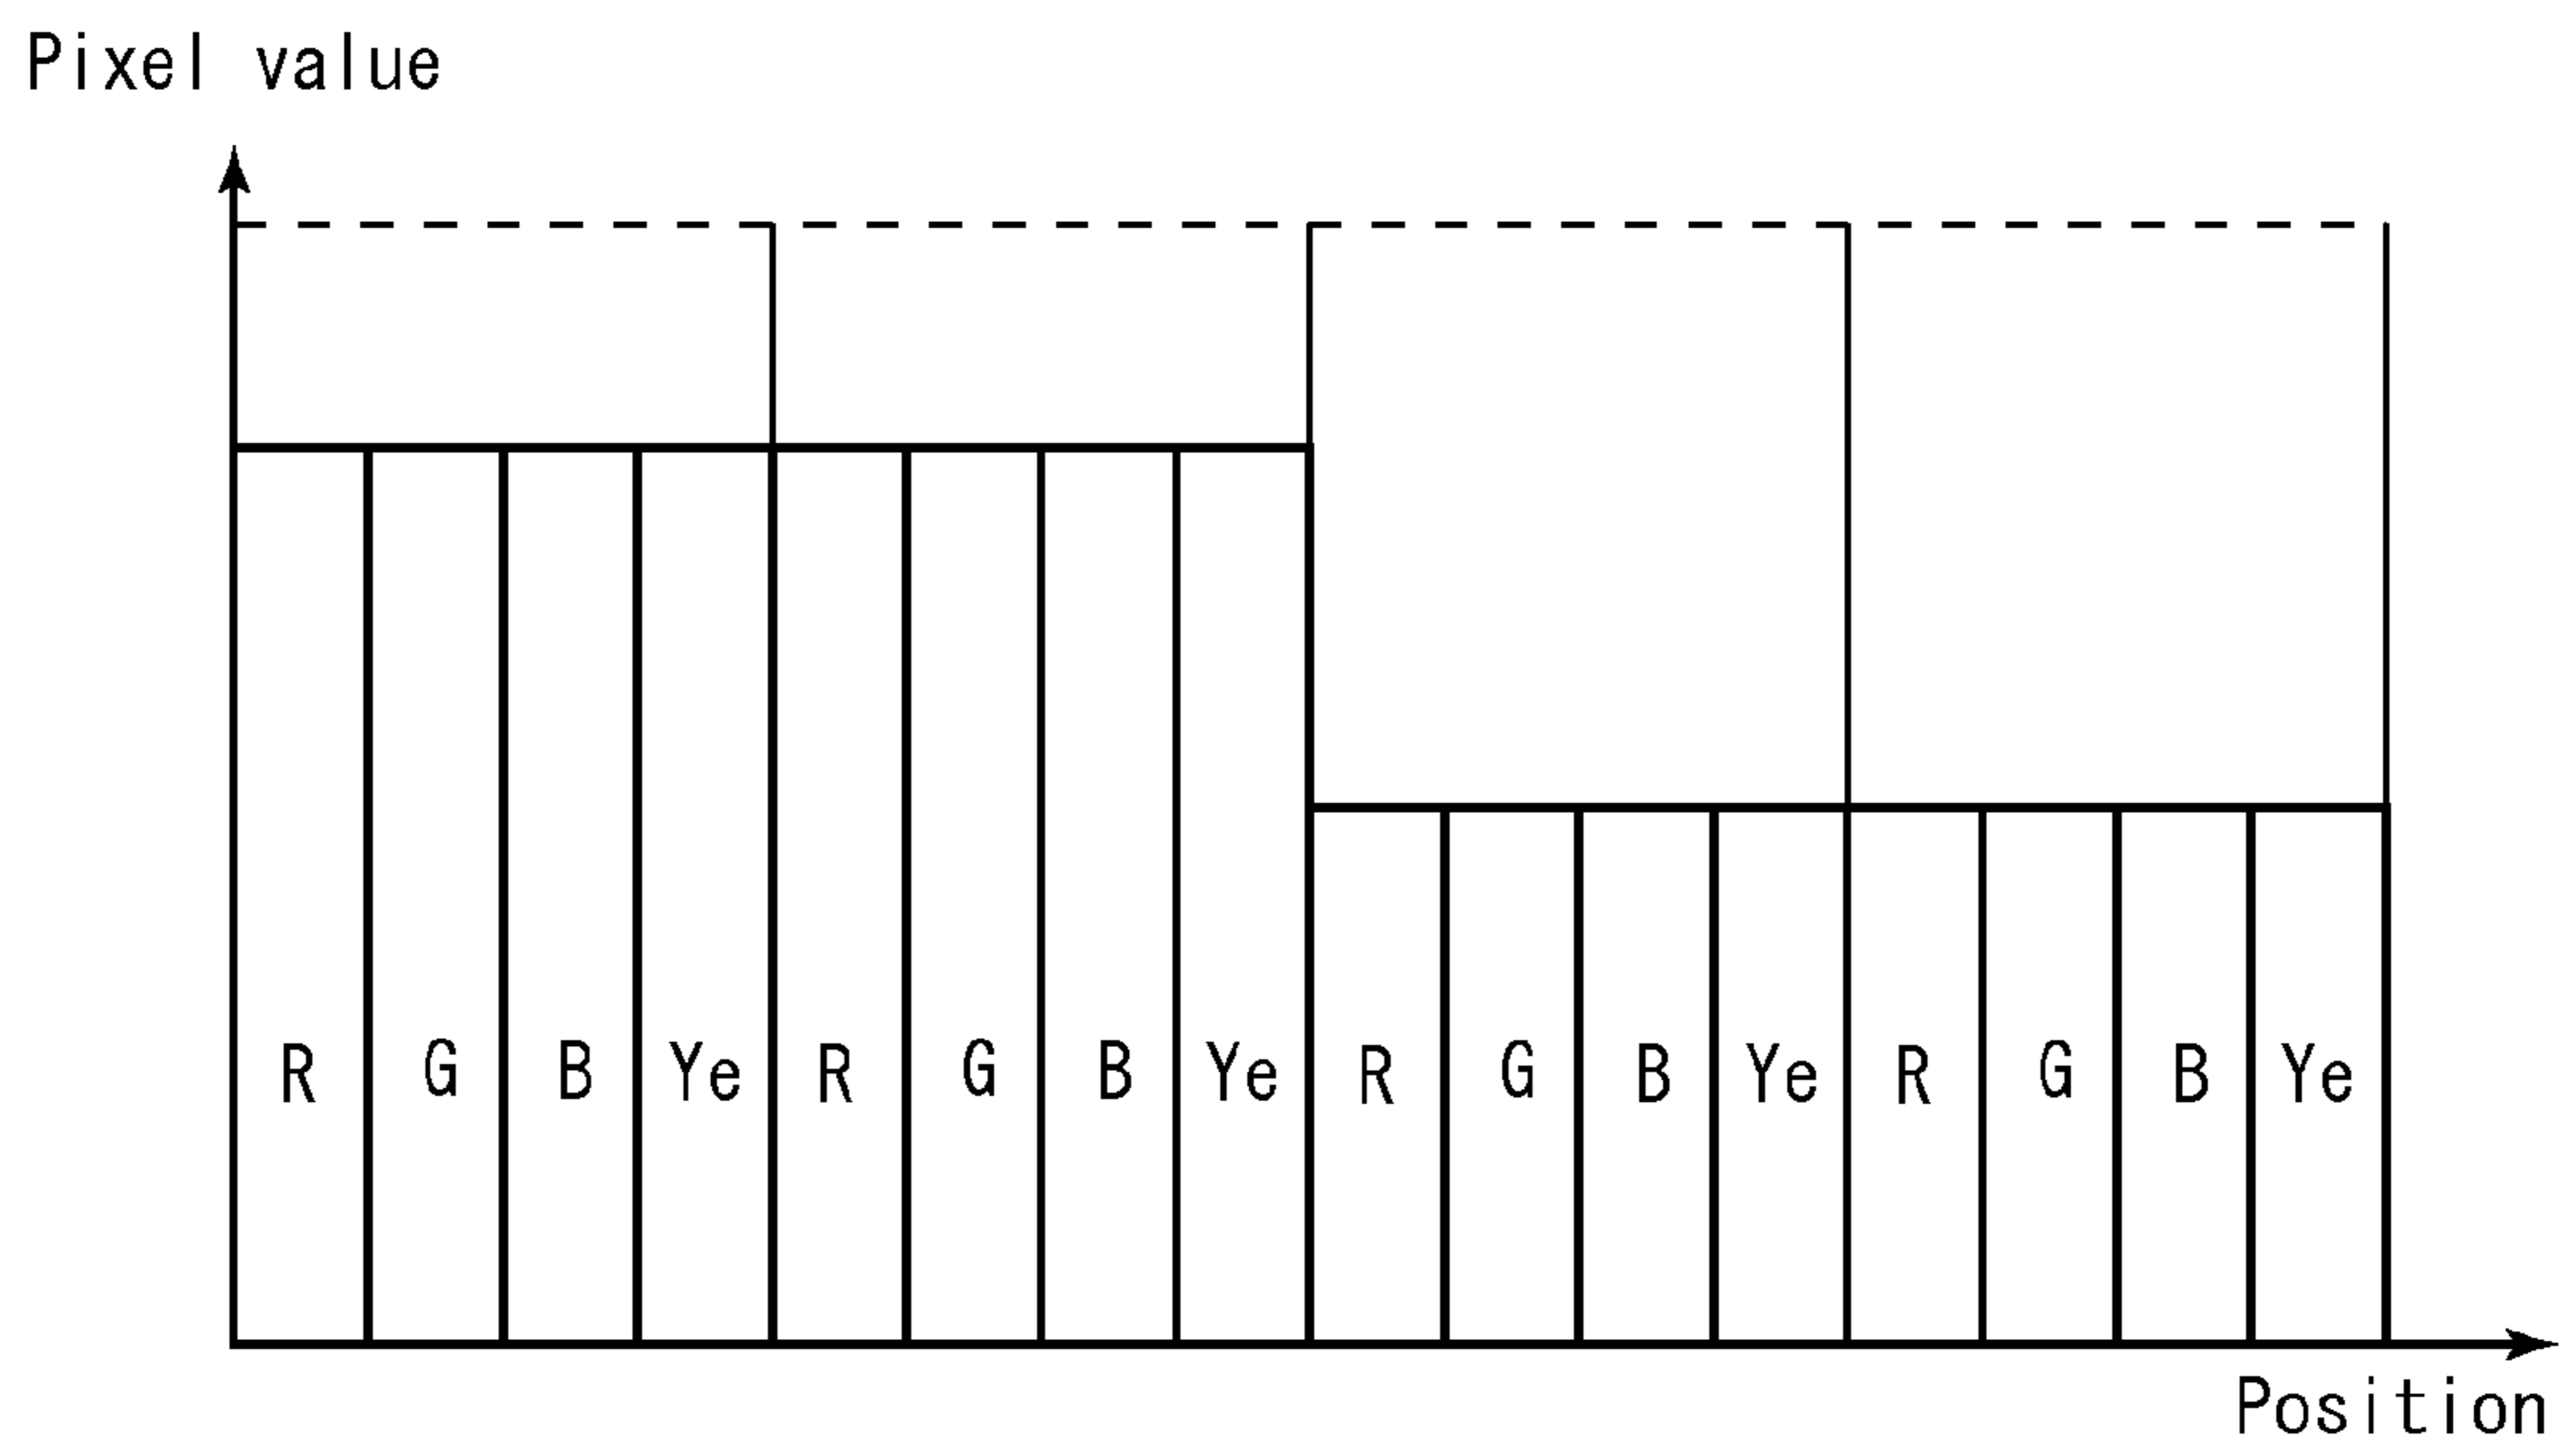 Pixel value
R G B Ye R G B Ye R G B Ye R G B Ye
Position